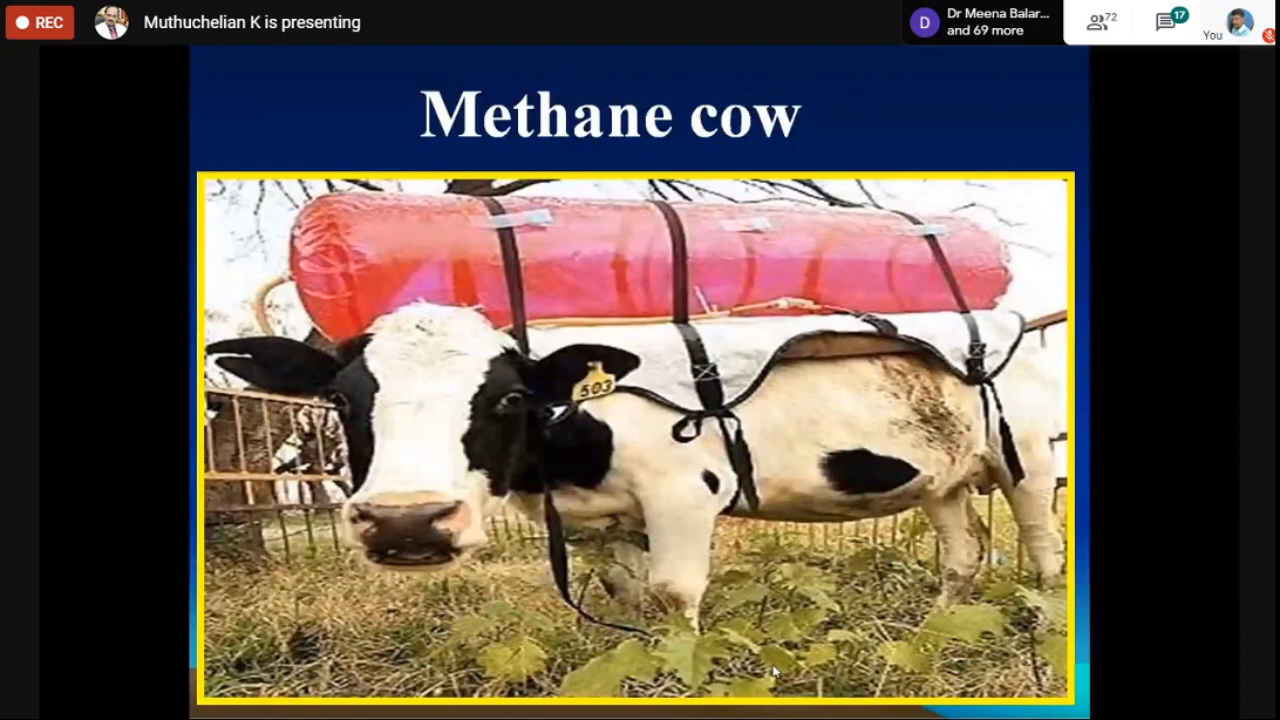 REC
Muthuchelian K is presenting
Dr Meena Balar...
and 69 more
72
17
You
Methane cow
503